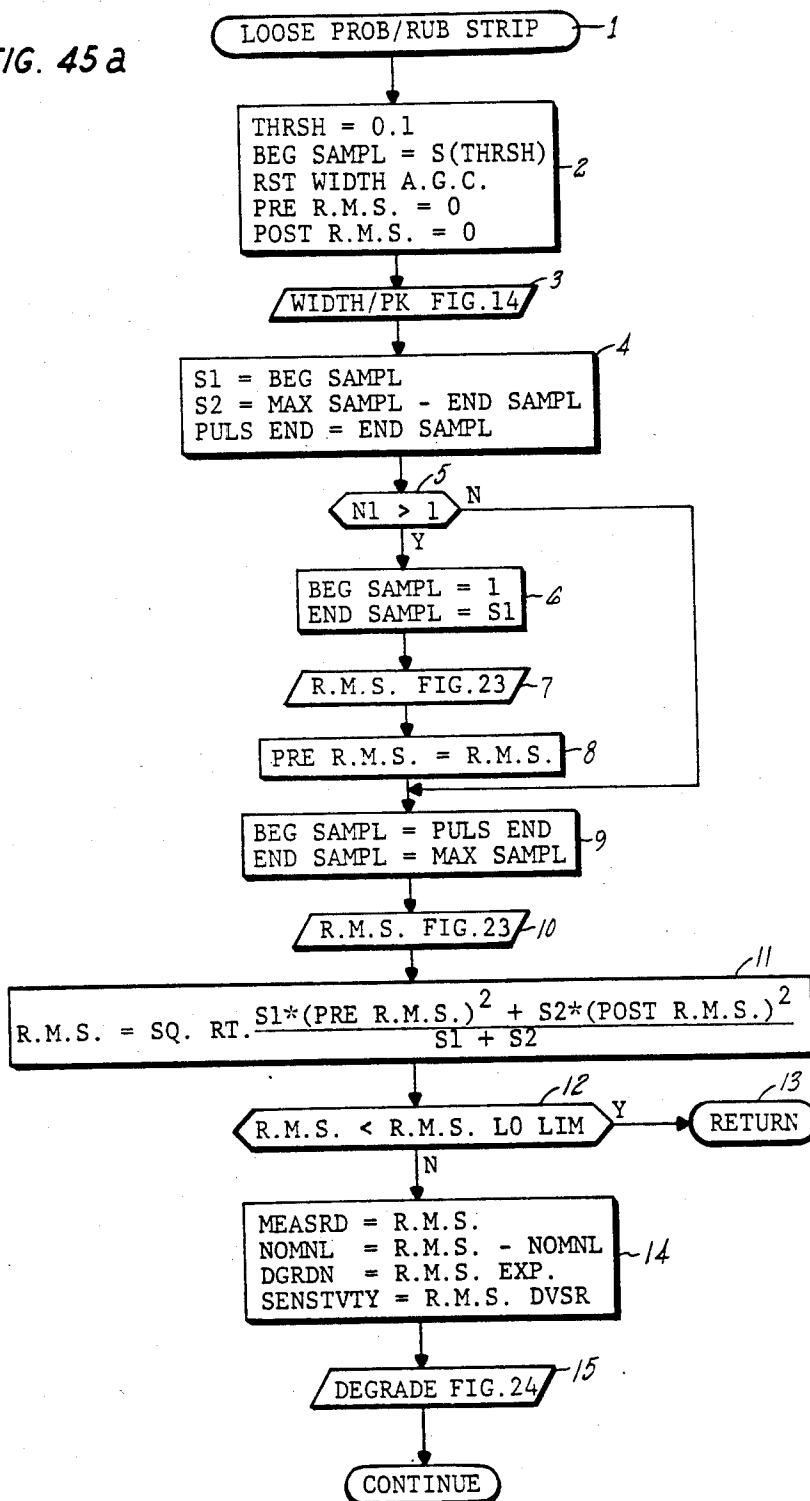 FIG. 45a
LOOSE PROB/RUB STRIP
1
THRSH = 0.1
BEG SAMPL = S(THRSH)
RST WIDTH A.G.C.
PRE R.M.S. = 0
POST R.M.S. = 0
2
WIDTH/PK FIG.14
3
S1 = BEG SAMPL
S2 = MAX SAMPL - END SAMPL
PULS END = END SAMPL
4
5
N1 > 1
N
Y
BEG SAMPL = 1
END SAMPL = S1
6
R.M.S. FIG.23
7
PRE R.M.S. = R.M.S.
8
BEG SAMPL = PULS END
END SAMPL = MAX SAMPL
9
R.M.S. FIG.23
10
11
R.M.S. = SQ. RT. S1*(PRE R.M.S.)² + S2*(POST R.M.S.)²
S1 + S2
12
R.M.S. < R.M.S. LO LIM
Y
13
RETURN
N
MEASRD = R.M.S.
NOMNL = R.M.S. - NOMNL
DGRDN = R.M.S. EXP.
SENSTVTY = R.M.S. DVSR
14
DEGRADE FIG.24
15
CONTINUE